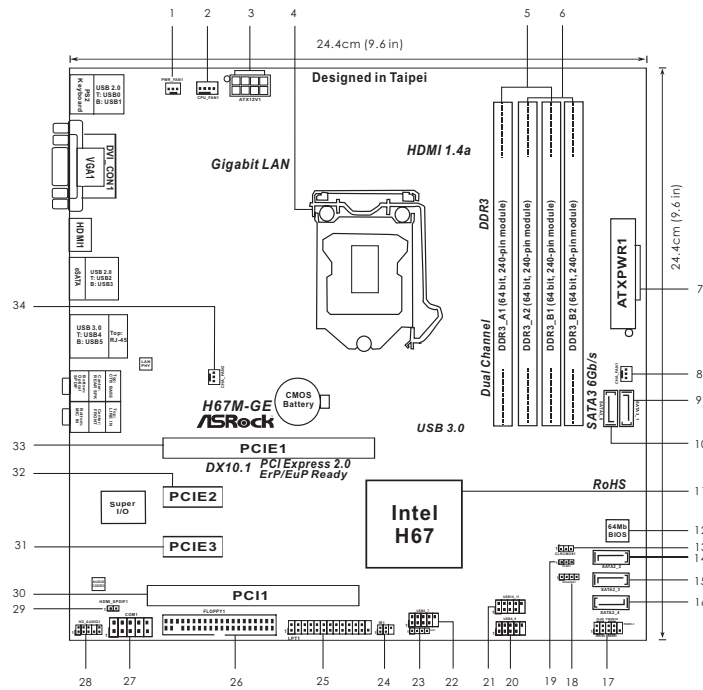 1 2 3 4 5 6
24.4cm (9.6 in)
Designed in Taipei
PWR_FAN1
CPU_FAN1
ATX12V1
PS2
Keyboard
USB 2.0
T: USB0
B: USB1
DVI_CON1
VGA1
HDMI1
eSATA
USB 2.0
T: USB2
B: USB3
USB 3.0
T: USB4
B: USB5
Top:
RJ-45
LAN
PHY
Gigabit LAN
HDMI 1.4a
DDR3
Dual Channel
DDR3_A1 (64 bit, 240-pin module)
DDR3_A2 (64 bit, 240-pin module)
DDR3_B1 (64 bit, 240-pin module)
DDR3_B2 (64 bit, 240-pin module)
24.4cm (9.6 in)
ATXPWR1
7
8
9
10
11
12
13
14
15
16
34
CMOS
Battery
H67M-GE
ASRock
USB 3.0
SATA3 6Gb/s
33
PCIE1
DX10.1
PCI Express 2.0
ErP/EuP Ready
RoHS
32
PCIE2
Super
I/O
Intel
H67
64Mb
BIOS
31
PCIE3
SATA2_2
SATA2_3
SATA2_4
30
PCI1
29
HDMI_SPDIF1
HD_AUDIO1
COM1
FLOPPY1
LPT1
28 27 26 25 24 23 22 21 20 19 18 17